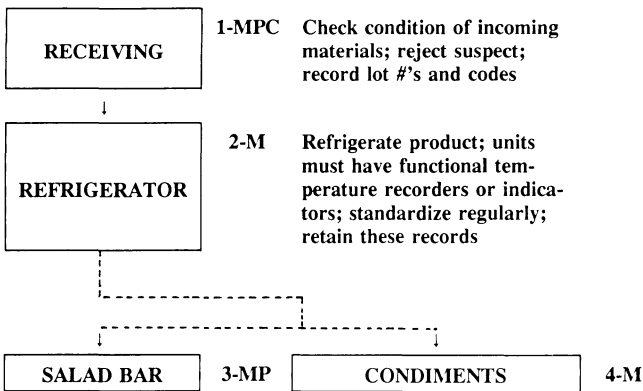 1-MPC Check condition of incoming
RECEIVING materials; reject suspect;
record lot #'s and codes
2-M Refrigerate product; units
must have functional tem-
REFRIGERATOR perature recorders or indica-
tors; standardize regularly;
retain these records
SALAD BAR 3-MP CONDIMENTS 4-M